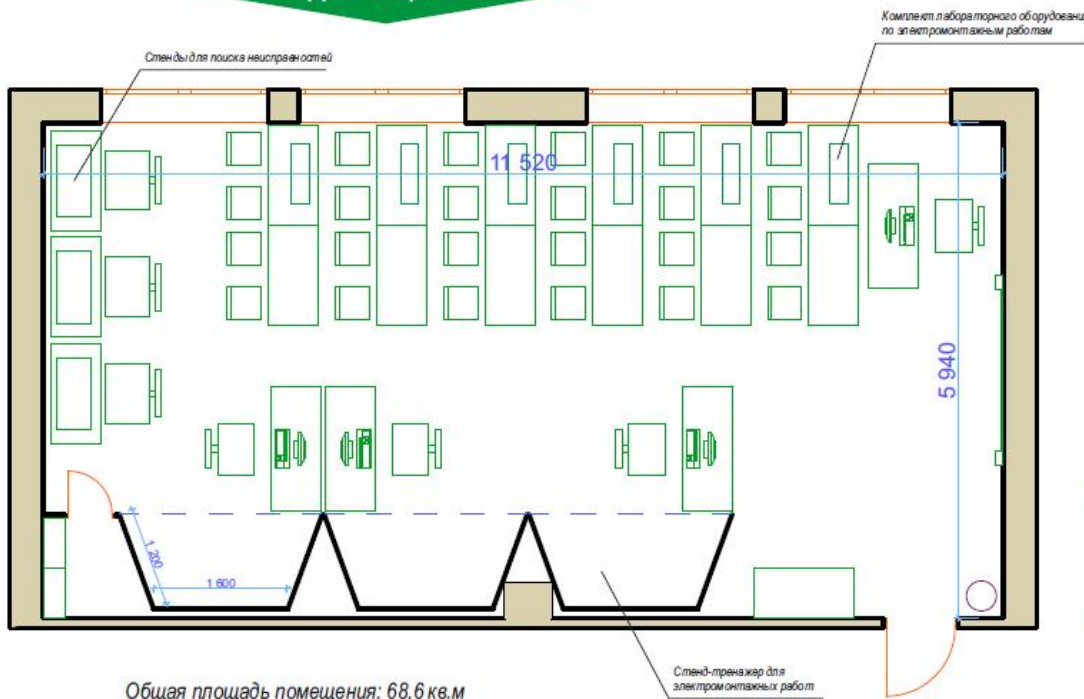 Комплект лабораторного оборудовани
по электромонтажным работам
Стенды для поиска неисправностей
11 520
5 940
1 200
1 600
Стенд-тренажер для
электромонтажных работ
Общая площадь помещения: 68,6 кв.м